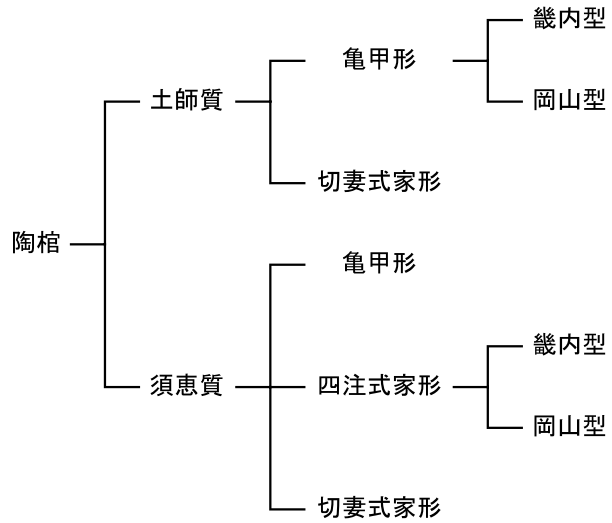 陶棺
土師質
亀甲形
畿内型
岡山型
切妻式家形
須恵質
亀甲形
四注式家形
畿内型
岡山型
切妻式家形